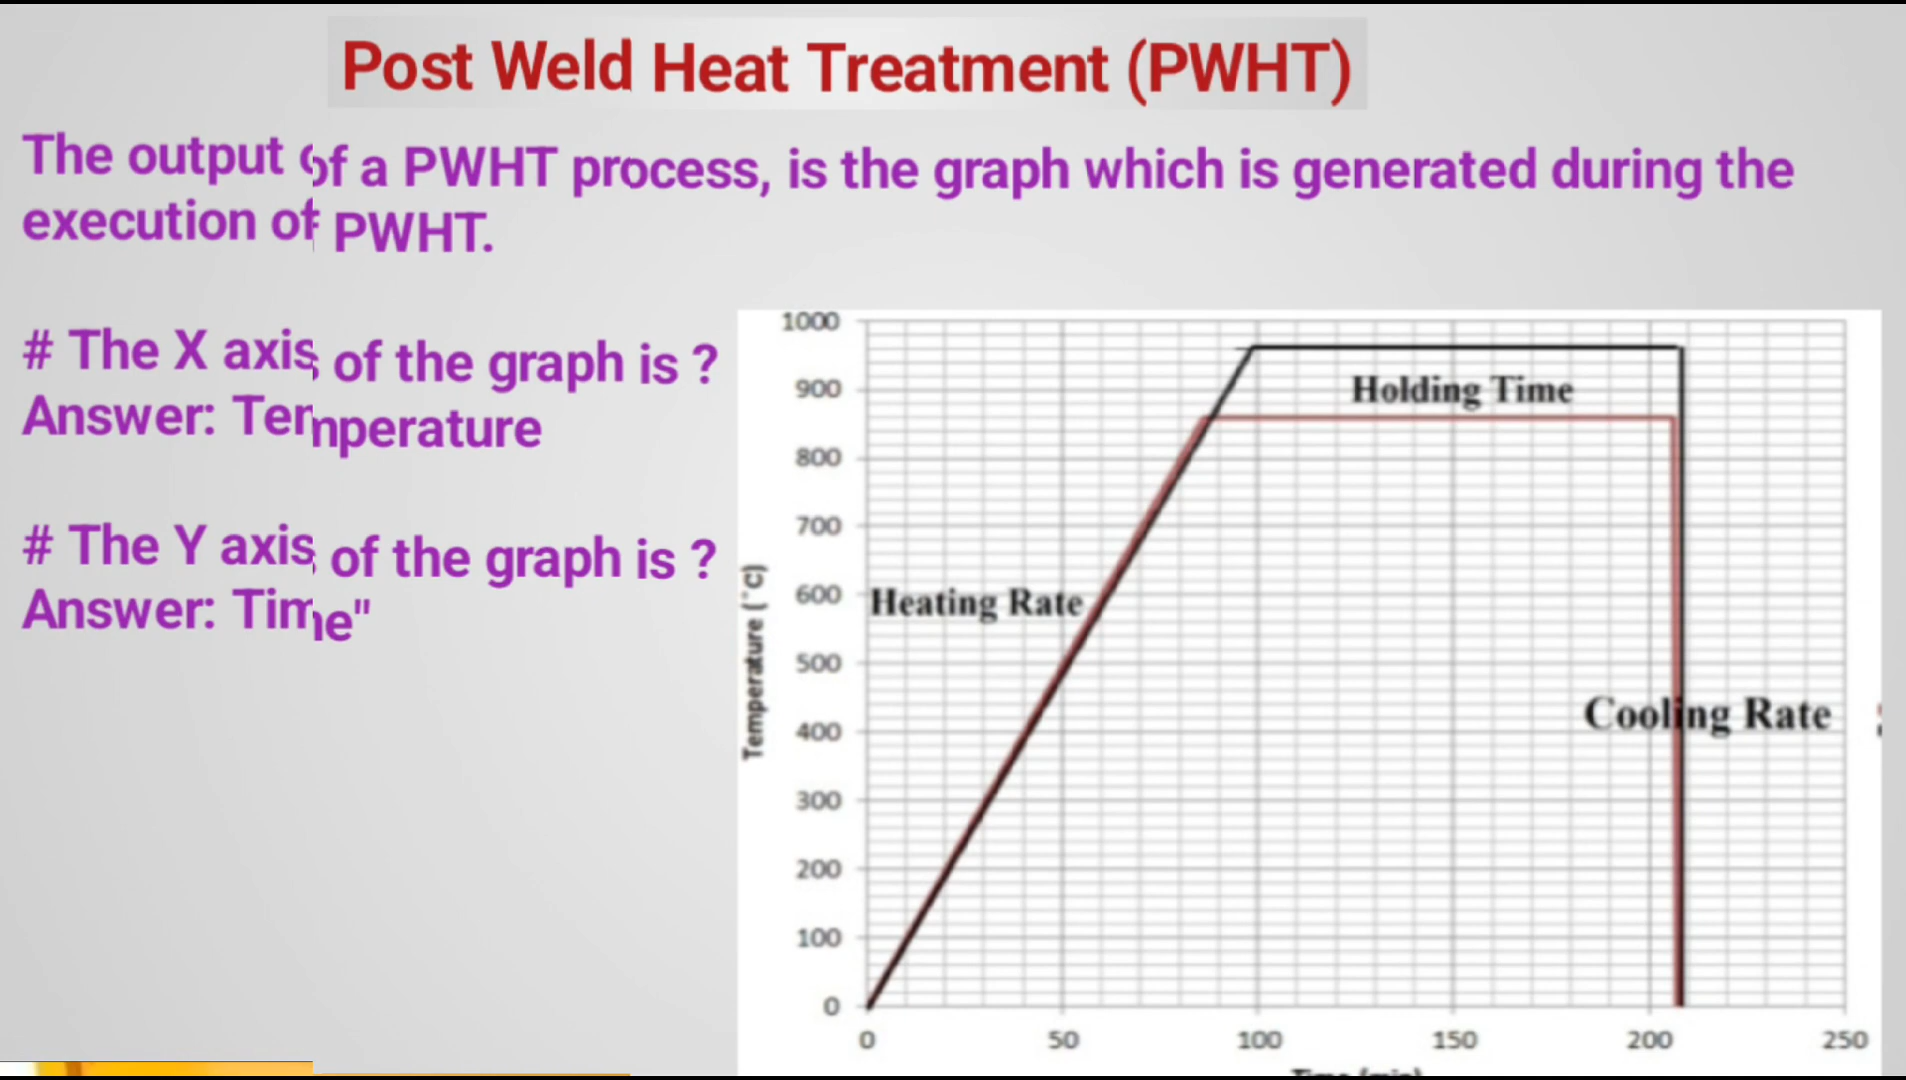 Post Weld Heat Treatment (PWHT)
The output of a PWHT process, is the graph which is generated during the
execution of PWHT.
# The X axis of the graph is ?
Answer: Temperature
# The Y axis of the graph is ?
Answer: Time"
1000
900
800
700
600
500
400
300
200
100
0
Temperature (°C)
Holding Time
Heating Rate
Cooling Rate
0 50 100 150 200 250
Time (min)